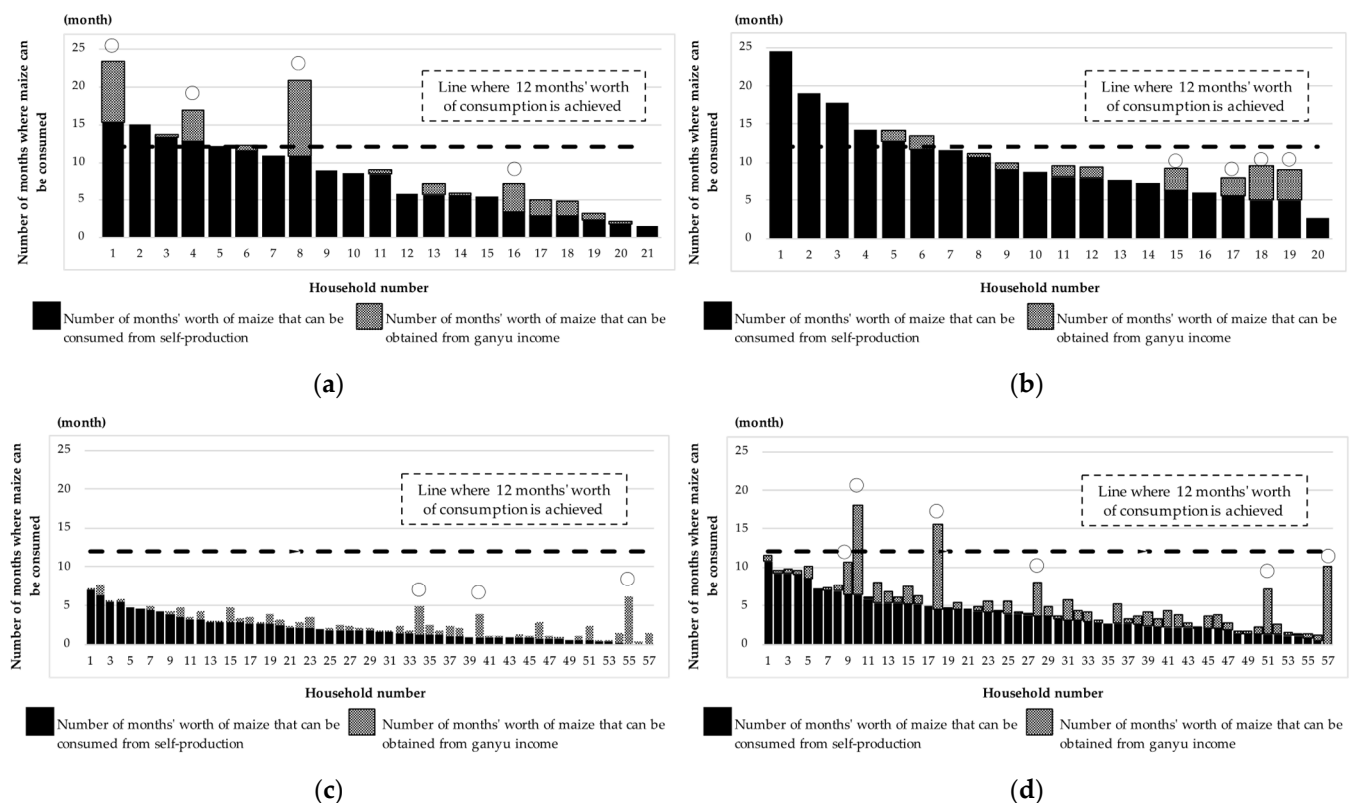 (month)
Number of months where maize can
be consumed
25
20
15
10
5
0
Line where 12 months' worth
of consumption is achieved
1 2 3 4 5 6 7 8 9 10 11 12 13 14 15 16 17 18 19 20 21
Household number
Number of months' worth of maize that can be
consumed from self-production
Number of months' worth of maize that can be
obtained from ganyu income
(a)
(month)
Number of months where maize can
be consumed
25
20
15
10
5
0
Line where 12 months' worth
of consumption is achieved
1 2 3 4 5 6 7 8 9 10 11 12 13 14 15 16 17 18 19 20
Household number
Number of months' worth of maize that can be
consumed from self-production
Number of months' worth of maize that can be
obtained from ganyu income
(b)
(month)
Number of months where maize can
be consumed
25
20
15
10
5
0
Line where 12 months' worth
of consumption is achieved
1 3 5 7 9 11 13 15 17 19 21 23 25 27 29 31 33 35 37 39 41 43 45 47 49 51 53 55 57
Household number
Number of months' worth of maize that can be
consumed from self-production
Number of months' worth of maize that can be
obtained from ganyu income
(c)
(month)
Number of months where maize can
be consumed
25
20
15
10
5
0
Line where 12 months' worth
of consumption is achieved
1 3 5 7 9 11 13 15 17 19 21 23 25 27 29 31 33 35 37 39 41 43 45 47 49 51 53 55 57
Household number
Number of months' worth of maize that can be
consumed from self-production
Number of months' worth of maize that can be
obtained from ganyu income
(d)